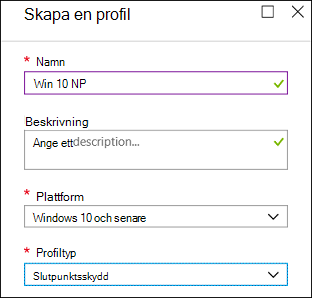 Skapa en profil
* Namn
Win 10 NP
Beskrivning
Ange ett description...
* Plattform
Windows 10 och senare
* Profiltyp
Slutpunktsskydd